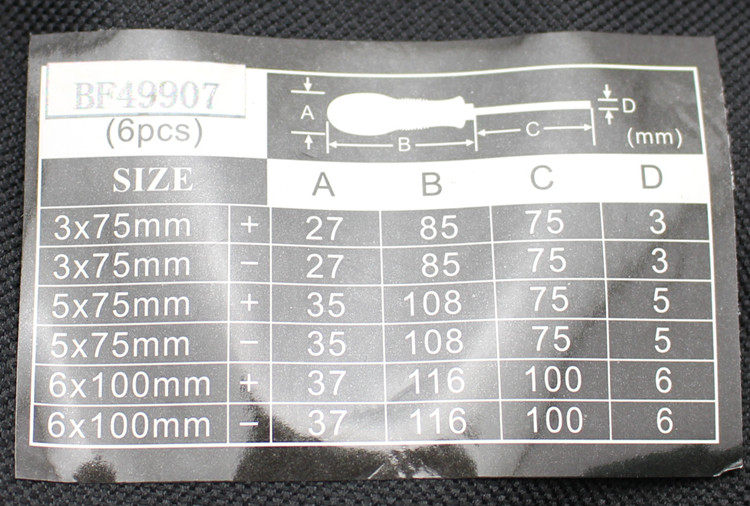 BF49907
(6pcs)
A
B
C
D
(mm)
SIZE A B C D
3x75mm + 27 85 75 3
3x75mm − 27 85 75 3
5x75mm + 35 108 75 5
5x75mm − 35 108 75 5
6x100mm + 37 116 100 6
6x100mm − 37 116 100 6